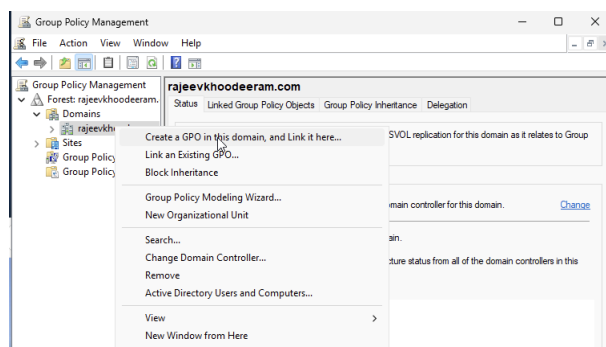 Group Policy Management
File Action View Window Help
Group Policy Management
Forest: rajeevkhoodeeram.
Domains
Sites
Group Policy
Group Policy
rajeevkhoodeeram.com
Status Linked Group Policy Objects Group Policy Inheritance Delegation
SVOL replication for this domain as it relates to Group
main controller for this domain. Change
ain.
cture status from all of the domain controllers in this
Create a GPO in this domain, and Link it here...
Link an Existing GPO...
Block Inheritance
Group Policy Modeling Wizard...
New Organizational Unit
Search...
Change Domain Controller...
Remove
Active Directory Users and Computers...
View
New Window from Here